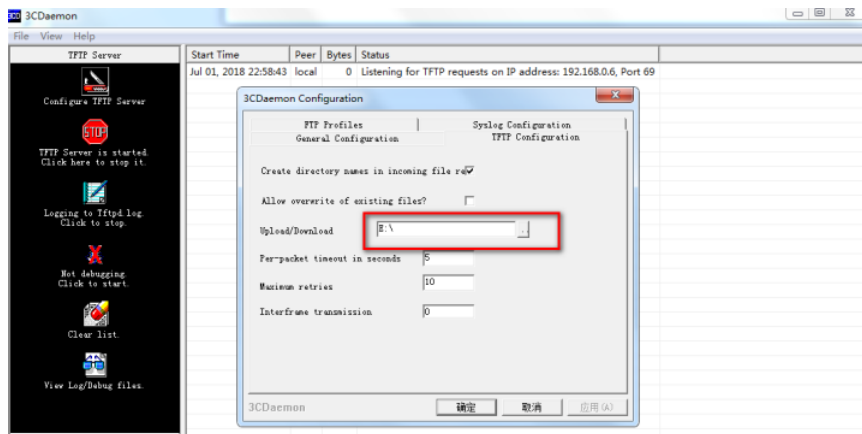 3CDaemon
File View Help
TFTP Server
Start Time Peer Bytes Status
Jul 01, 2018 22:58:43 local 0 Listening for TFTP requests on IP address: 192.168.0.6, Port 69
Configure TFTP Server
STOP
TFTP Server is started.
Click here to stop it.
Logging to Tftpd.log.
Click to stop.
Not debugging.
Click to start.
Clear list.
View Log/Debug files.
3CDaemon Configuration
FTP Profiles Syslog Configuration
General Configuration TFTP Configuration
Create directory names in incoming file re
Allow overwrite of existing files?
Upload/Download E:\ ..
Per-packet timeout in seconds 5
Maximum retries 10
Interframe transmission 0
3CDaemon 确定 取消 应用(A)